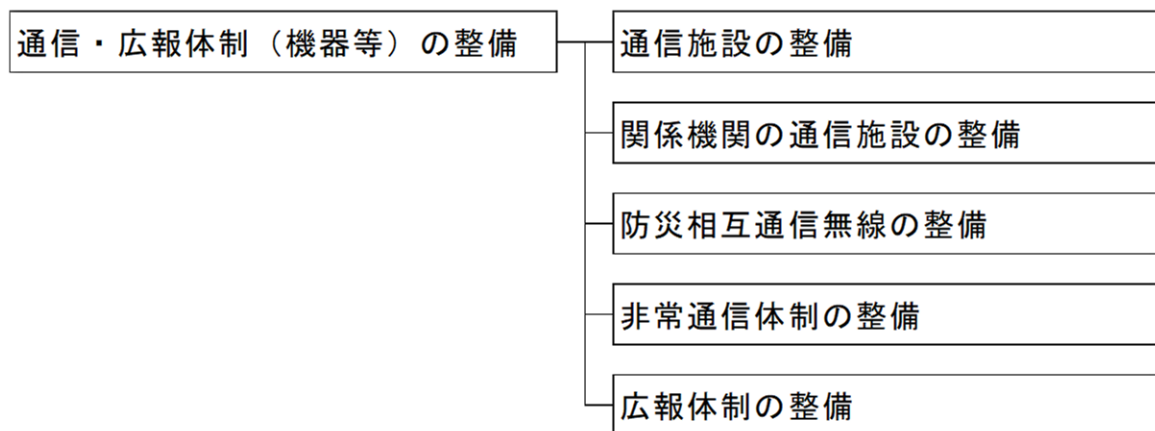 通信・広報体制（機器等）の整備
通信施設の整備
関係機関の通信施設の整備
防災相互通信無線の整備
非常通信体制の整備
広報体制の整備